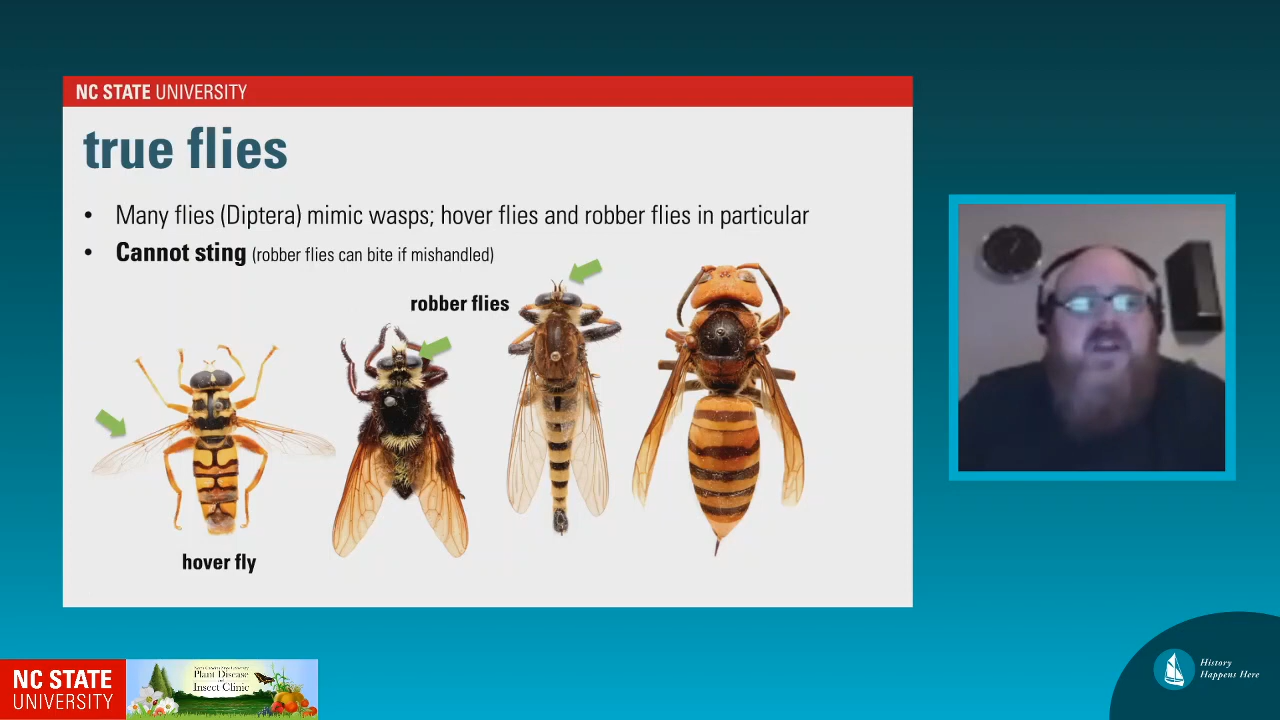 NC STATE UNIVERSITY
true flies
• Many flies (Diptera) mimic wasps; hover flies and robber flies in particular
• Cannot sting (robber flies can bite if mishandled)
robber flies
hover fly
NC STATE
UNIVERSITY
Plant Disease
and
Insect Clinic
History
Happens Here